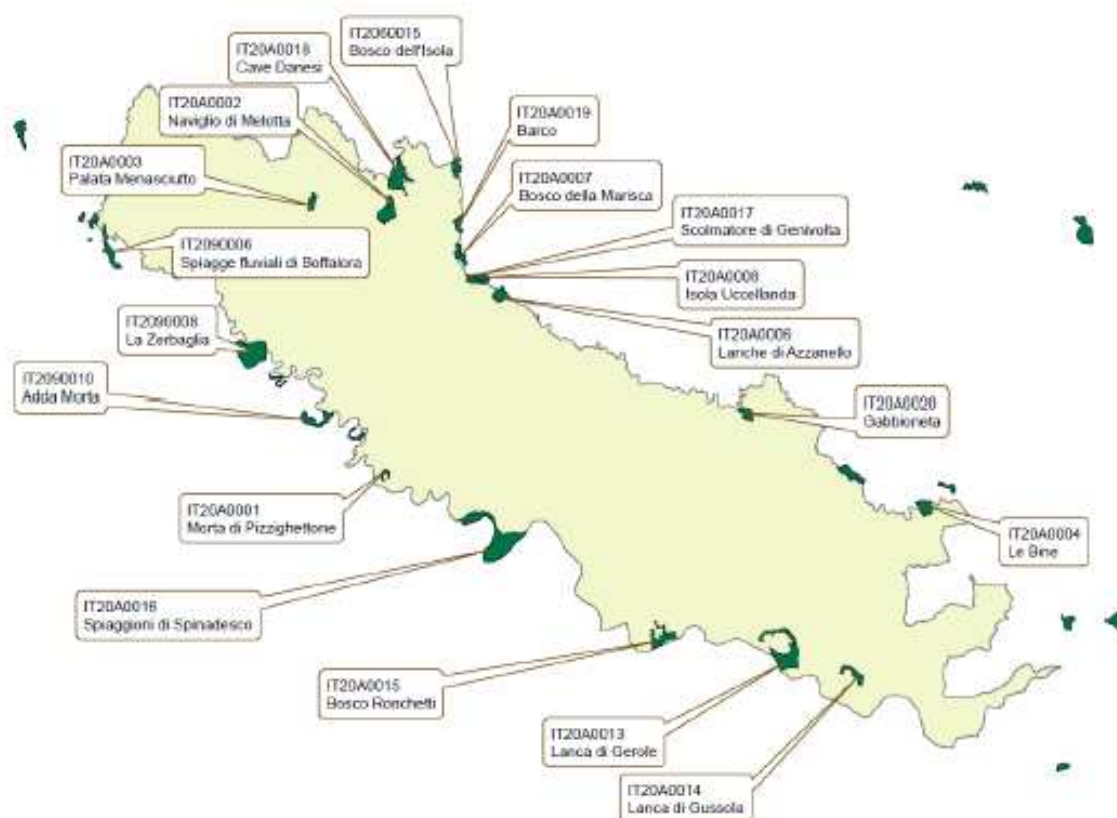 IT2060015
Bosco dell'Isola
IT20A0018
Cave Danesi
IT20A0002
Naviglio di Melotta
IT20A0019
Barco
IT20A0003
Palata Menasciutto
IT20A0007
Bosco della Marisca
IT20A0017
Scolmatore di Genivolta
IT2090006
Spiagge fluviali di Boffalora
IT20A0008
Isola Uccellanda
IT2090008
La Zerbaglia
IT20A0006
Lanche di Azzanello
IT2090010
Adda Morta
IT20A0020
Gabbioneta
IT20A0001
Morta di Pizzighettone
IT20A0004
Le Bine
IT20A0016
Spiaggioni di Spinadesco
IT20A0015
Bosco Ronchetti
IT20A0013
Lanca di Gerole
IT20A0014
Lanca di Gussola